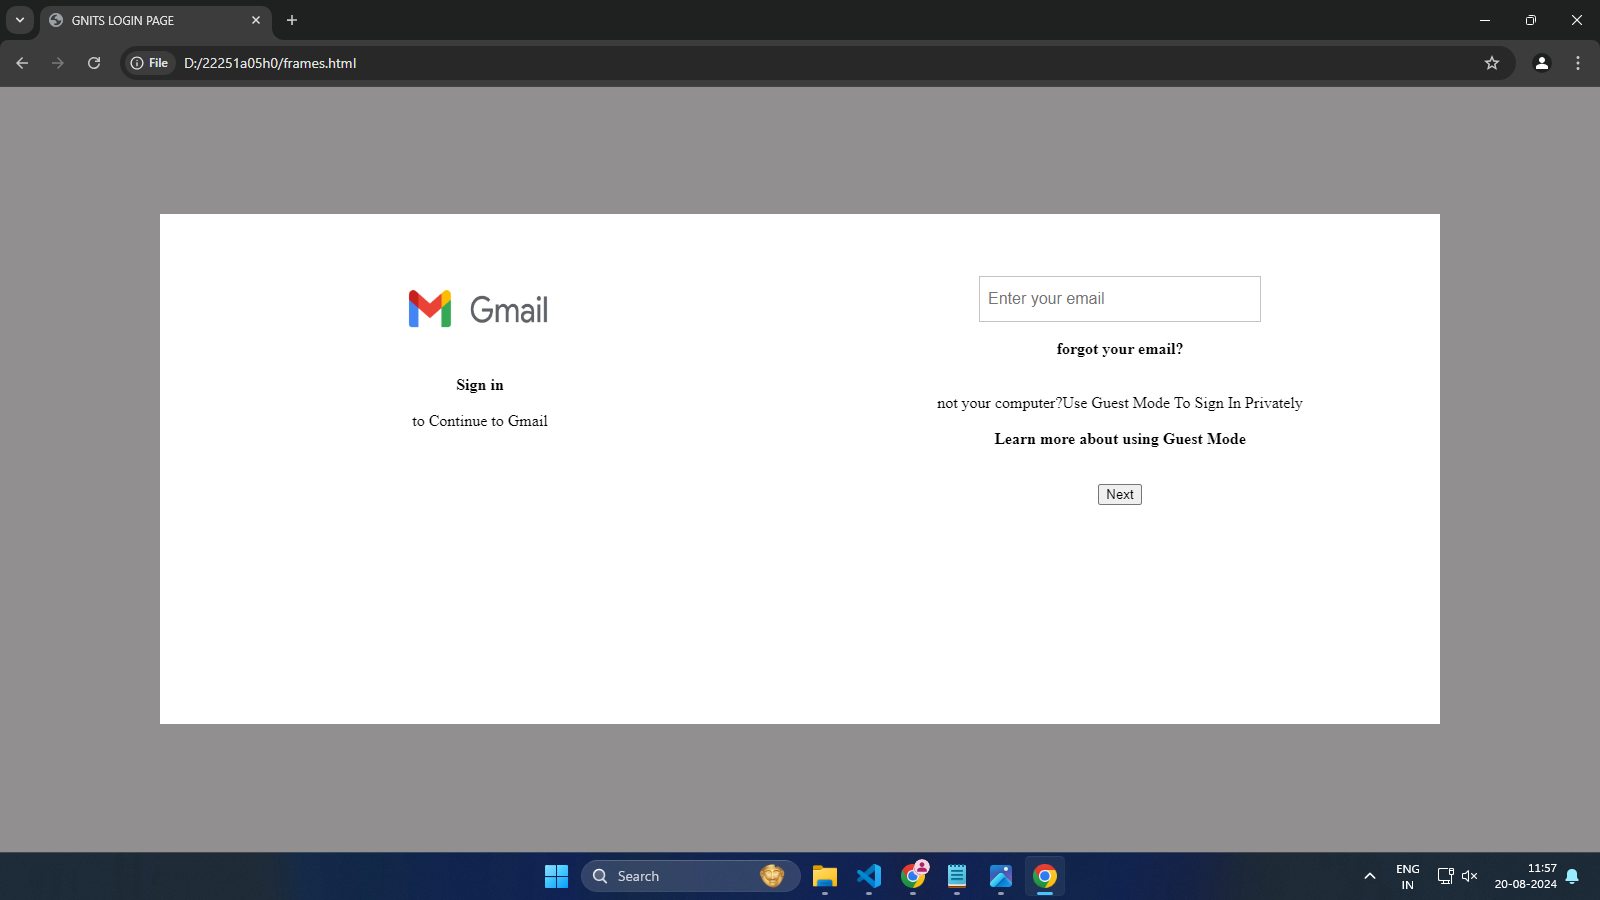 GNITS LOGIN PAGE
File
D:/22251a05h0/frames.html
Gmail
Sign in
to Continue to Gmail
Enter your email
forgot your email?
not your computer?Use Guest Mode To Sign In Privately
Learn more about using Guest Mode
Next
Search
ENG
IN
11:57
20-08-2024